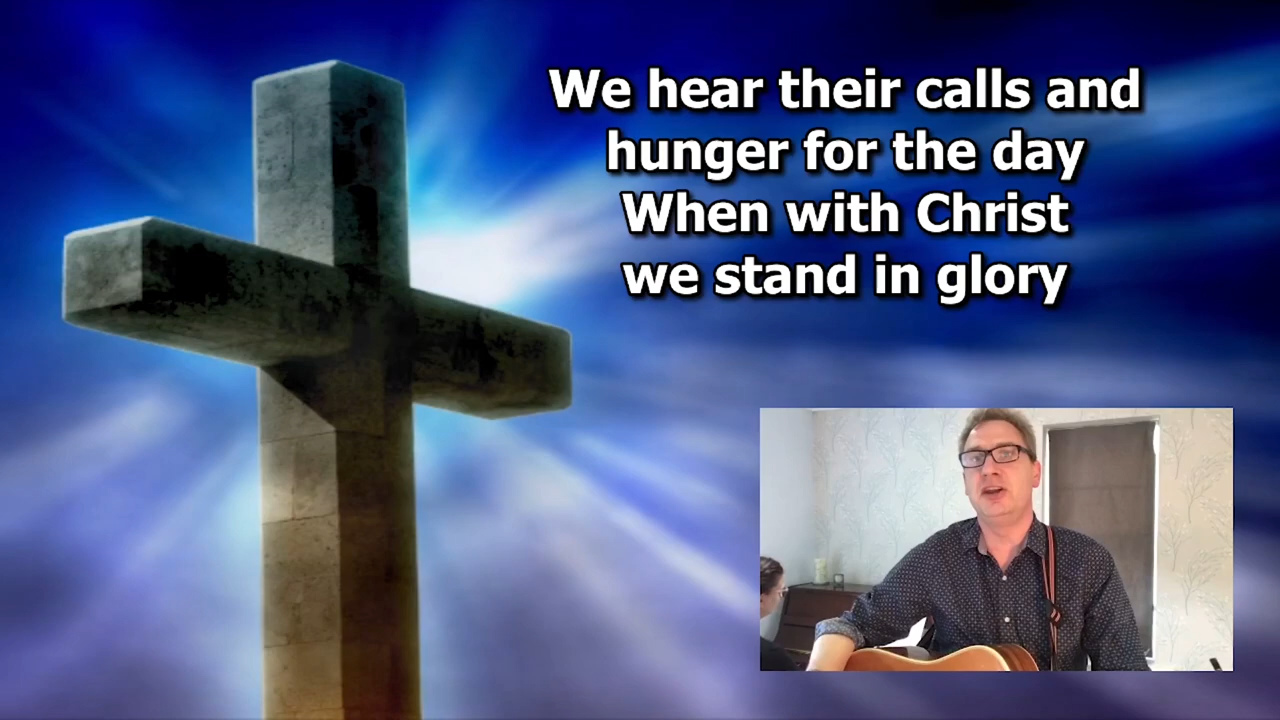 We hear their calls and
hunger for the day
When with Christ
we stand in glory